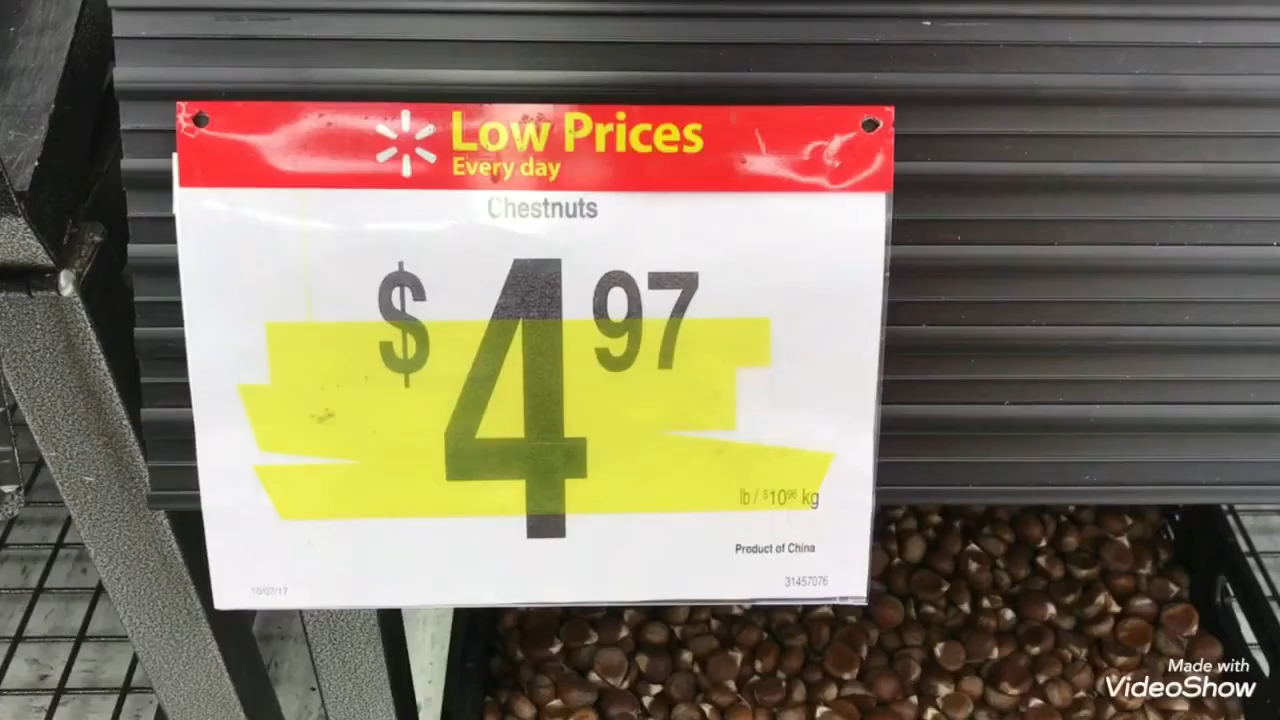 Low Prices
Every day
Chestnuts
$4 97
lb / $10 96 kg
Product of China
31457076
10/07/17
Made with
VideoShow